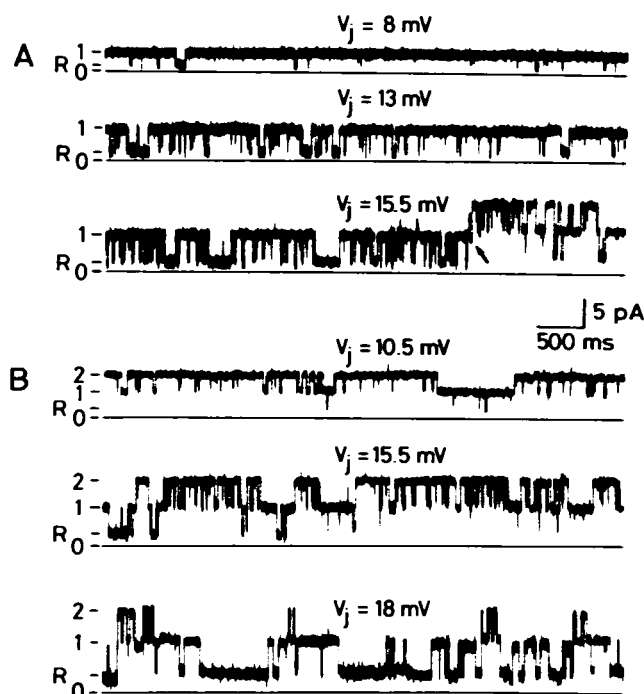 A
V_j = 8 mV
1
R
0
V_j = 13 mV
1
R
0
V_j = 15.5 mV
1
R
0
5 pA
500 ms
B
V_j = 10.5 mV
2
1
R
0
V_j = 15.5 mV
2
1
R
0
V_j = 18 mV
2
1
R
0